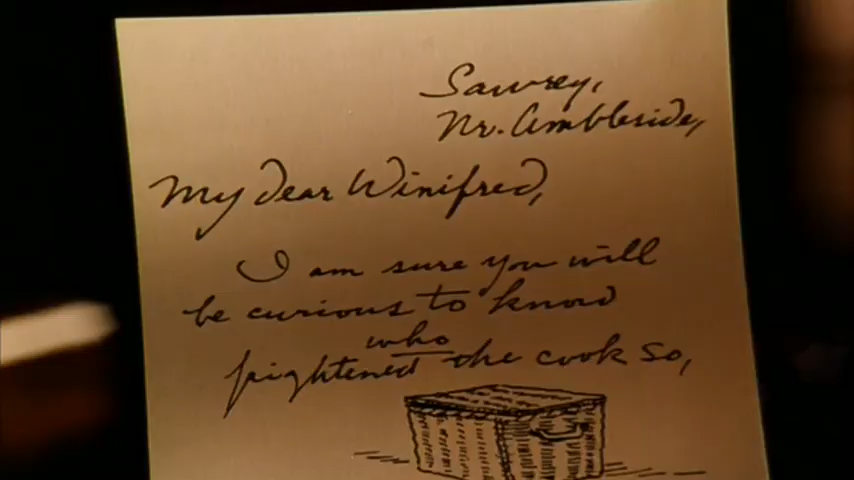 Sawrey,
Nr. Ambleside,
My dear Winifred,
I am sure you will
be curious to know
who
frightened the cook so,